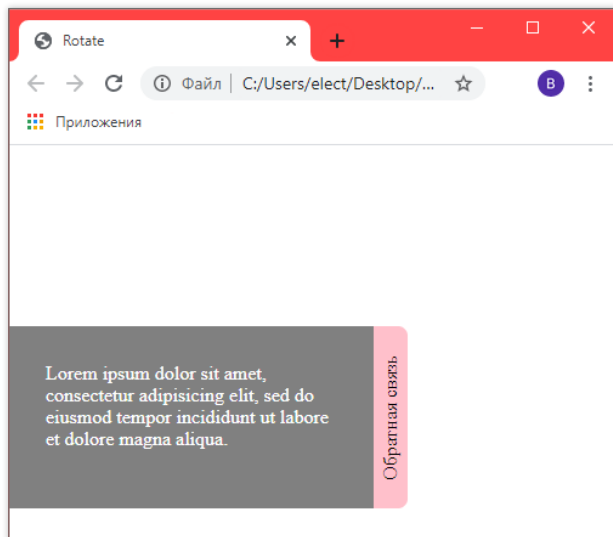 Rotate
Файл
C:/Users/elect/Desktop/...
B
Приложения
Lorem ipsum dolor sit amet,
consectetur adipisicing elit, sed do
eiusmod tempor incididunt ut labore
et dolore magna aliqua.
Обратная связь